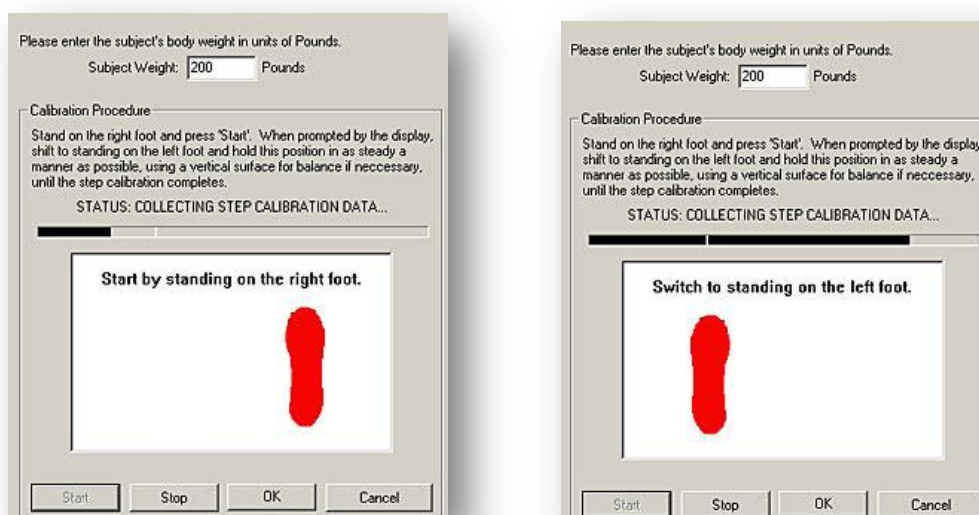 Please enter the subject's body weight in units of Pounds.
Subject Weight: 200 Pounds
Calibration Procedure
Stand on the right foot and press 'Start'. When prompted by the display,
shift to standing on the left foot and hold this position in as steady a
manner as possible, using a vertical surface for balance if neccessary,
until the step calibration completes.
STATUS: COLLECTING STEP CALIBRATION DATA...
Start by standing on the right foot.
Start Stop OK Cancel
Please enter the subject's body weight in units of Pounds.
Subject Weight: 200 Pounds
Calibration Procedure
Stand on the right foot and press 'Start'. When prompted by the display
shift to standing on the left foot and hold this position in as steady a
manner as possible, using a vertical surface for balance if neccessary,
until the step calibration completes.
STATUS: COLLECTING STEP CALIBRATION DATA...
Switch to standing on the left foot.
Start Stop OK Cancel